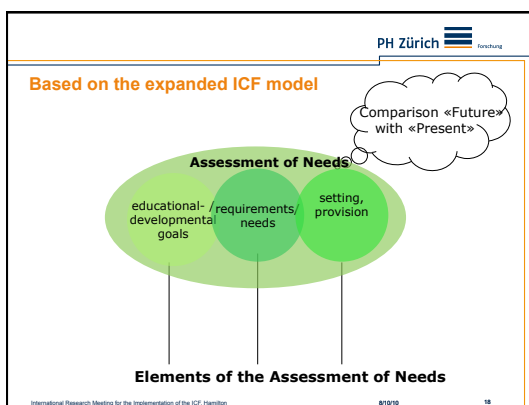 PH Zürich
Forschung
Based on the expanded ICF model
Comparison «Future»
with «Present»
Assessment of Needs
educational-
developmental
goals
/ requirements/
needs
setting,
provision
Elements of the Assessment of Needs
International Research Meeting for the Implementation of the ICF, Hamilton
8/10/10
18